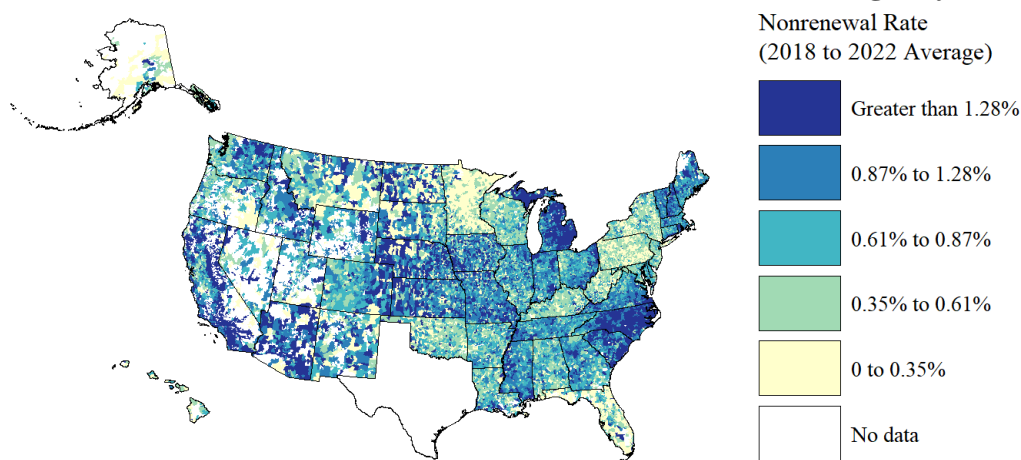 Nonrenewal Rate
(2018 to 2022 Average)
Greater than 1.28%
0.87% to 1.28%
0.61% to 0.87%
0.35% to 0.61%
0 to 0.35%
No data